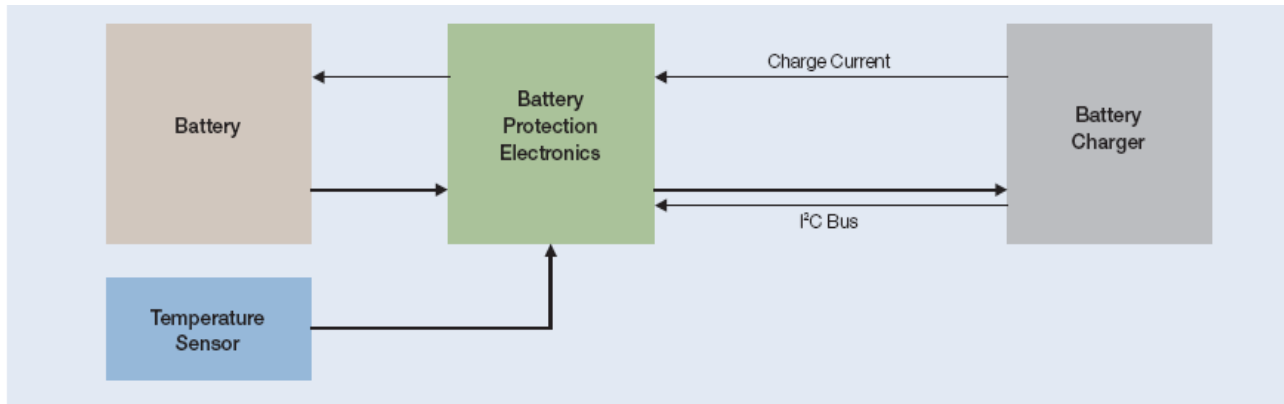 Battery
Battery
Protection
Electronics
Charge Current
Battery
Charger
I²C Bus
Temperature
Sensor